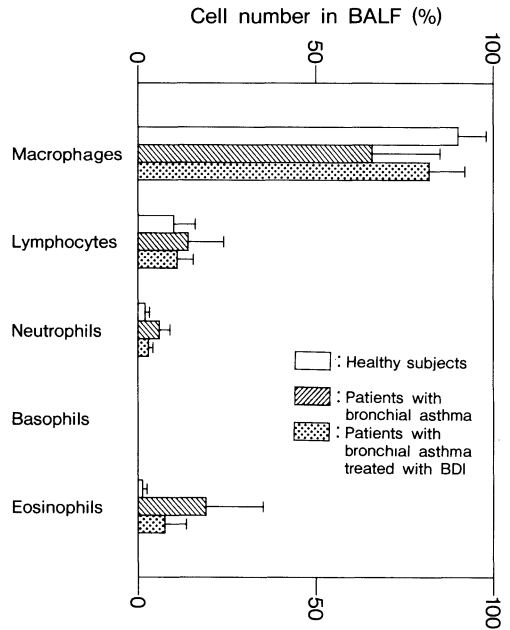 Cell number in BALF (%)
0 50 100
Macrophages
Lymphocytes
Neutrophils
Basophils
Eosinophils
: Healthy subjects
: Patients with
bronchial asthma
: Patients with
bronchial asthma
treated with BDI
0 50 100